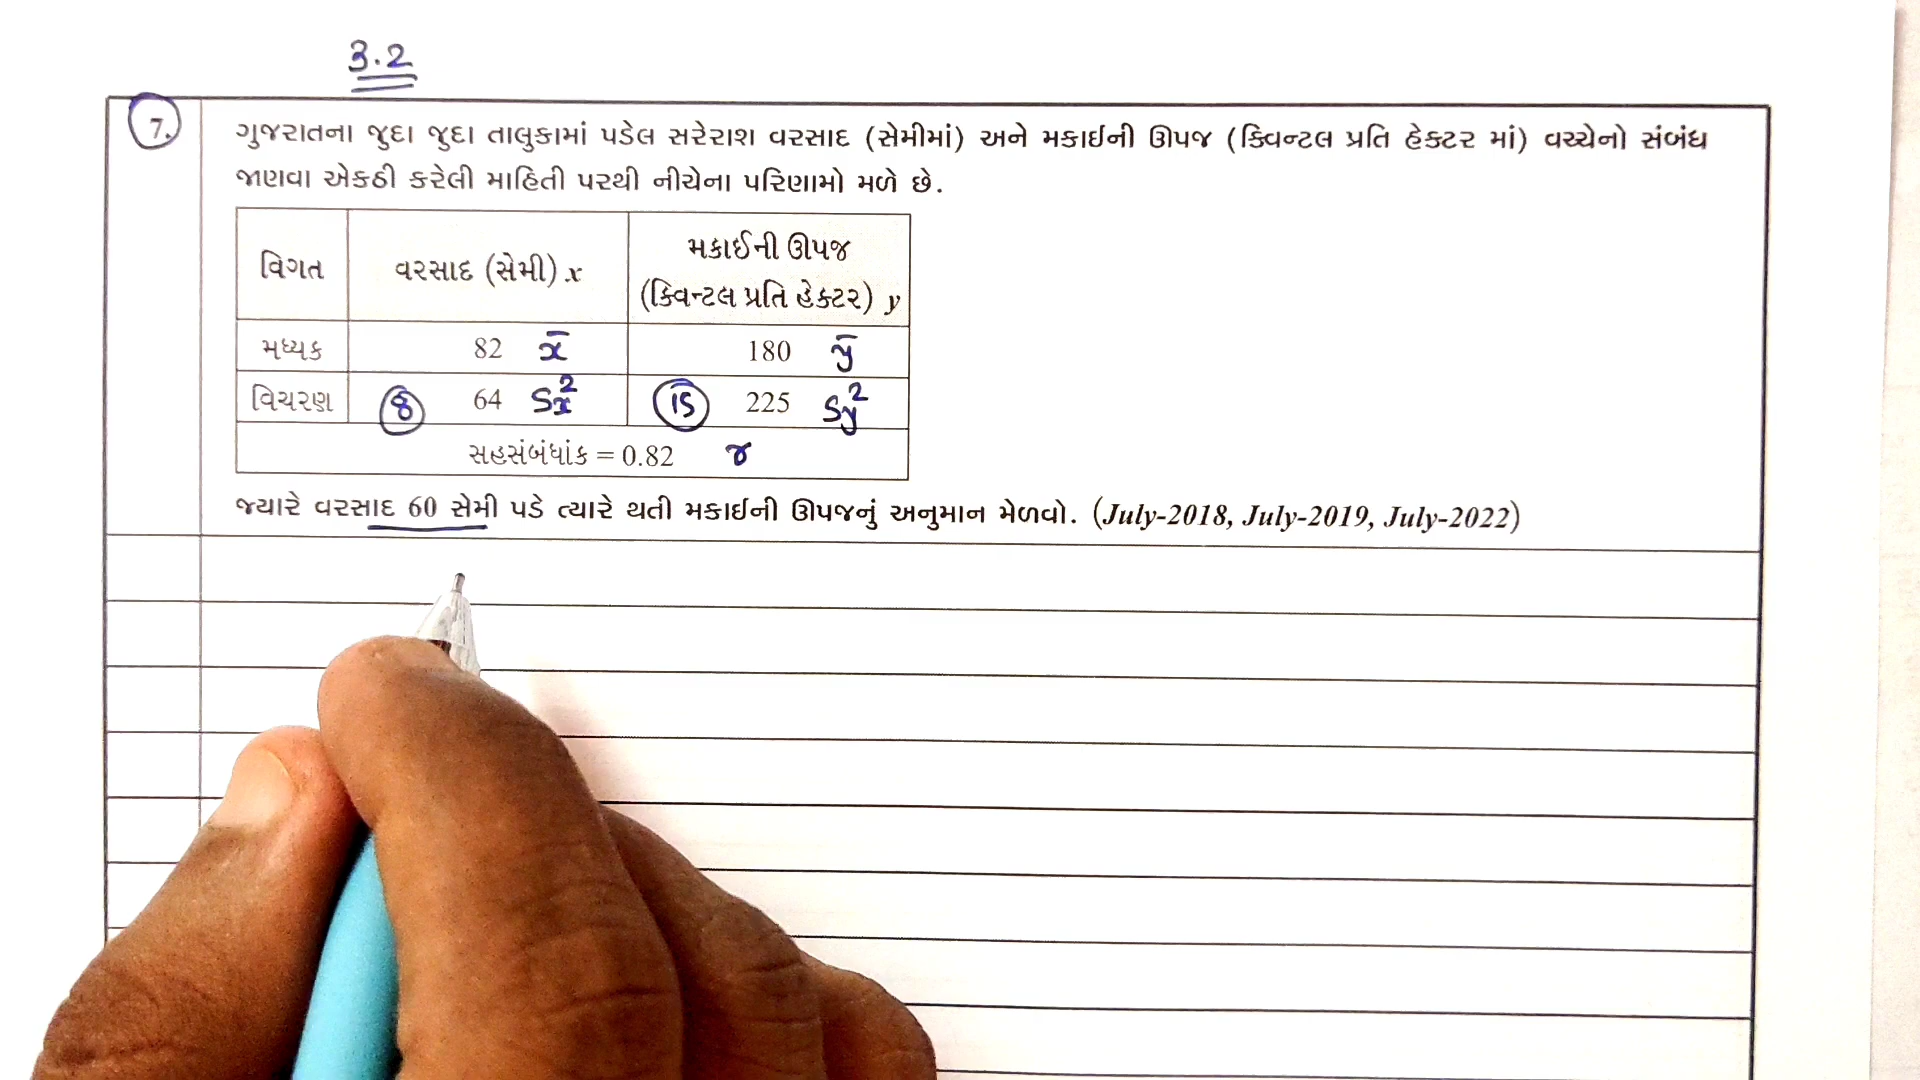 3.2
7. ગુજરાતના જુદા જુદા તાલુકામાં પડેલ સરેરાશ વરસાદ (સેમીમાં) અને મકાઈની ઊપજ (ક્વિન્ટલ પ્રતિ હેક્ટર માં) વચ્ચેનો સંબંધ
જાણવા એકઠી કરેલી માહિતી પરથી નીચેના પરિણામો મળે છે.
વિગત વરસાદ (સેમી) x મકાઈની ઊપજ
(ક્વિન્ટલ પ્રતિ હેક્ટર) y
મધ્યક 82 x̄ 180 ȳ
વિચરણ 8 64 Sx² 15 225 Sy²
સહસંબંધાંક = 0.82 r
જ્યારે વરસાદ 60 સેમી પડે ત્યારે થતી મકાઈની ઊપજનું અનુમાન મેળવો. (July-2018, July-2019, July-2022)